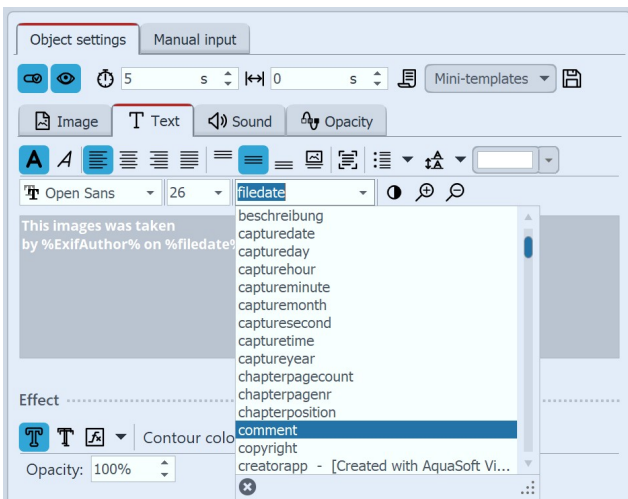 Object settings Manual input
5 s 0 s Mini-templates
Image Text Sound Opacity
A A
Open Sans 26 filedate
This images was taken
by %ExifAuthor% on %filedate%
beschreibung
capturedate
captureday
capturehour
captureminute
capturemonth
capturesecond
capturetime
captureyear
chapterpagecount
chapterpagenr
chapterposition
comment
copyright
creatorapp - [Created with AquaSoft Vi...
Effect
T T fx Contour colo
Opacity: 100%